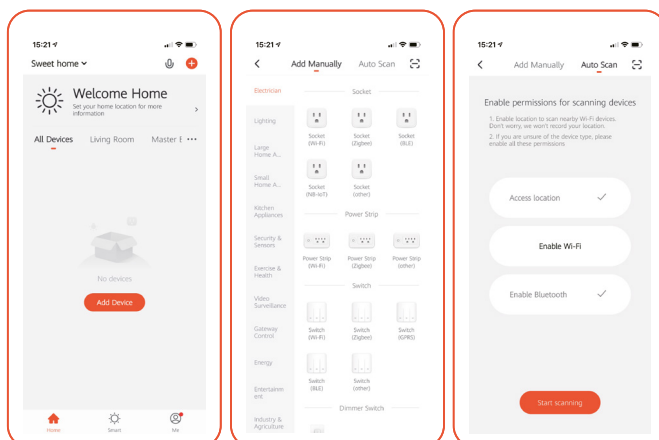 15:21
Sweet home
Welcome Home
Set your home location for more
information
All Devices Living Room Master E
No devices
Add Device
Home Smart Me
15:21
Add Manually Auto Scan
Electrician
Lighting
Large
Home A...
Small
Home A...
Kitchen
Appliances
Security &
Sensors
Exercise &
Health
Video
Surveillance
Gateway
Control
Energy
Entertainm
ent
Industry &
Agriculture
Socket
Socket
(Wi-Fi)
Socket
(Zigbee)
Socket
(BLE)
Socket
(NB-IoT)
Socket
(other)
Power Strip
Power Strip
(Wi-Fi)
Power Strip
(Zigbee)
Power Strip
(other)
Switch
Switch
(Wi-Fi)
Switch
(Zigbee)
Switch
(GPRS)
Switch
(BLE)
Switch
(other)
Dimmer Switch
15:21
Add Manually Auto Scan
Enable permissions for scanning devices
1. Enable location to scan nearby Wi-Fi devices.
Don't worry, we won't record your location.
2. If you are unsure of the device type, please
enable all these permissions
Access location
Enable Wi-Fi
Enable Bluetooth
Start scanning